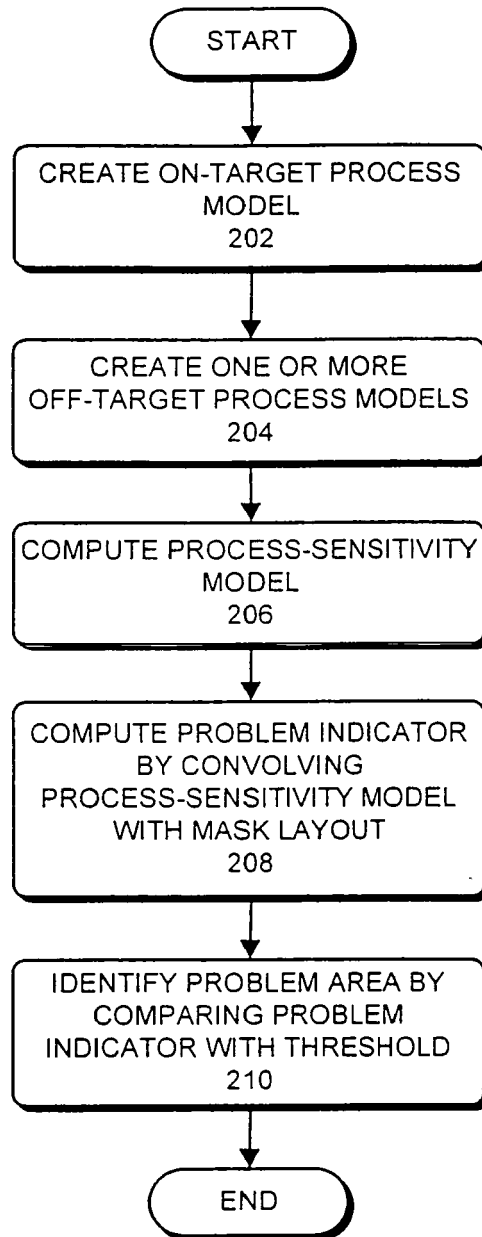 START
CREATE ON-TARGET PROCESS
MODEL
202
CREATE ONE OR MORE
OFF-TARGET PROCESS MODELS
204
COMPUTE PROCESS-SENSITIVITY
MODEL
206
COMPUTE PROBLEM INDICATOR
BY CONVOLVING
PROCESS-SENSITIVITY MODEL
WITH MASK LAYOUT
208
IDENTIFY PROBLEM AREA BY
COMPARING PROBLEM
INDICATOR WITH THRESHOLD
210
END